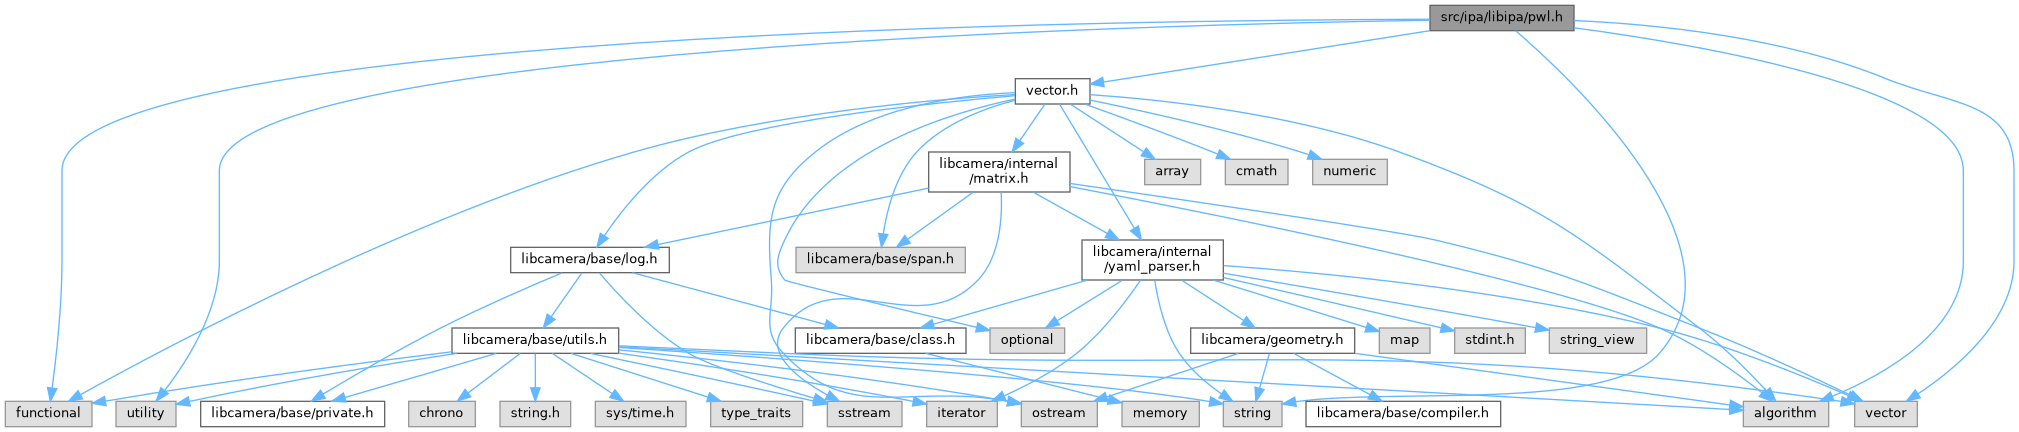 src/ipa/libipa/pwl.h
vector.h
libcamera/internal
/matrix.h
array
cmath
numeric
libcamera/base/log.h
libcamera/base/span.h
libcamera/internal
/yaml_parser.h
libcamera/base/utils.h
libcamera/base/class.h
optional
libcamera/geometry.h
map
stdint.h
string_view
functional
utility
libcamera/base/private.h
chrono
string.h
sys/time.h
type_traits
sstream
iterator
ostream
memory
string
libcamera/base/compiler.h
algorithm
vector